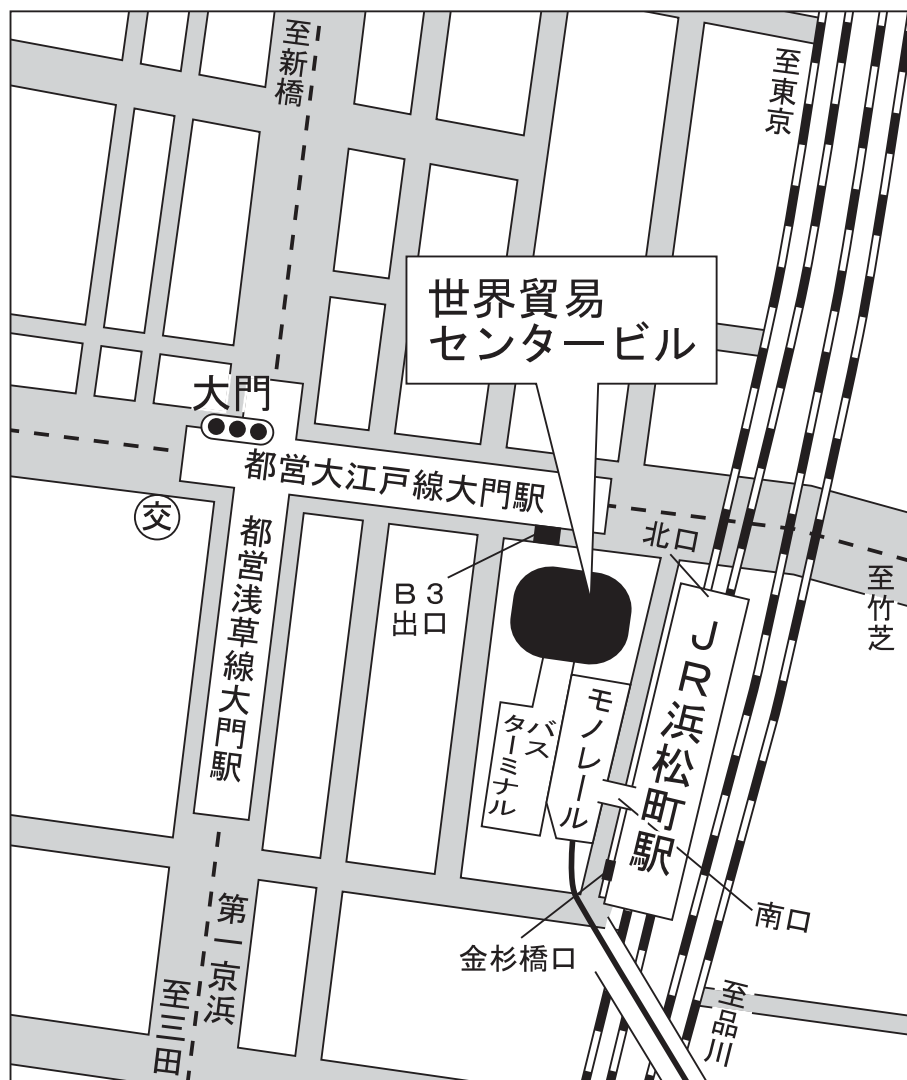 至新橋
至東京
世界貿易
センタービル
大門
都営大江戸線大門駅
交
都営浅草線大門駅
北口
至竹芝
B3
出口
JR浜松町駅
モノレール
バス
ターミナル
南口
金杉橋口
第一京浜
至三田
至品川